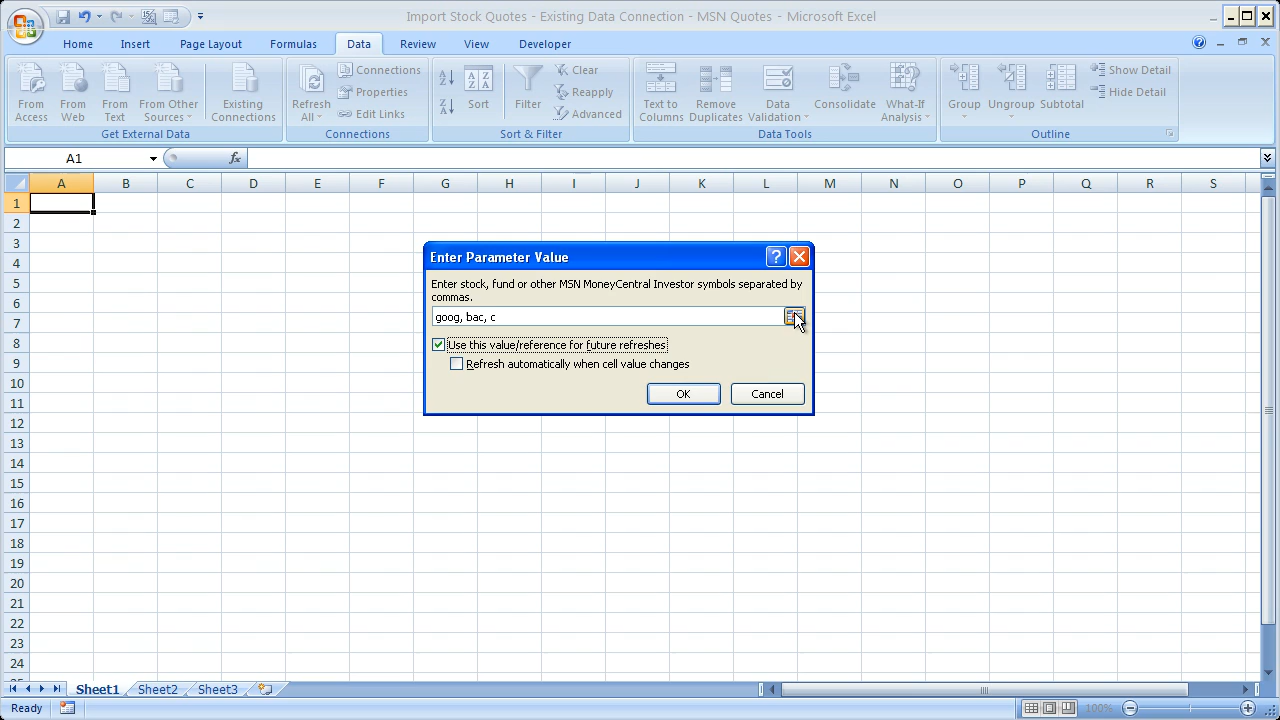 Import Stock Quotes - Existing Data Connection - MSN Quotes - Microsoft Excel
Home Insert Page Layout Formulas Data Review View Developer
From Access
From Web
From Text
From Other Sources
Existing Connections
Get External Data
Refresh All
Connections
Properties
Edit Links
Connections
Sort
Filter
Clear
Reapply
Advanced
Sort & Filter
Text to Columns
Remove Duplicates
Data Validation
Consolidate
What-If Analysis
Data Tools
Group
Ungroup
Subtotal
Show Detail
Hide Detail
Outline
A1 fx
A B C D E F G H I J K L M N O P Q R S
1
2
3
4
5
6
7
8
9
10
11
12
13
14
15
16
17
18
19
20
21
22
23
24
Enter Parameter Value
Enter stock, fund or other MSN MoneyCentral Investor symbols separated by
commas.
goog, bac, c
Use this value/reference for future refreshes
Refresh automatically when cell value changes
OK Cancel
Sheet1 Sheet2 Sheet3
Ready 100%